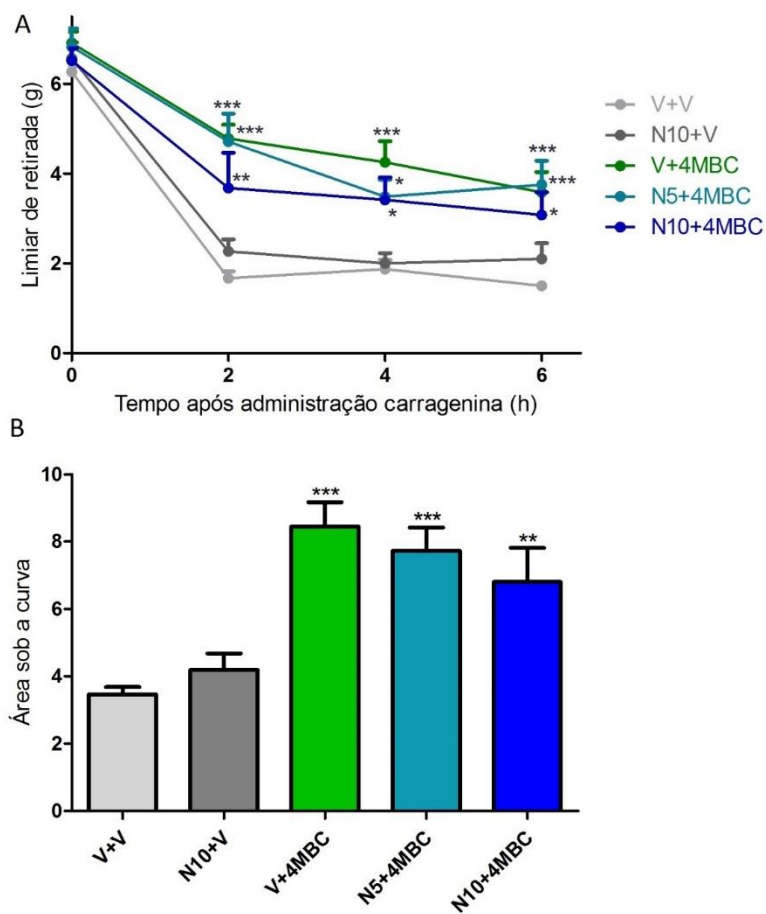 A
Limiar de retirada (g)
6
4
2
0
***
***
**
***
*
*
***
***
*
0 2 4 6
Tempo após administração carragenina (h)
V+V
N10+V
V+4MBC
N5+4MBC
N10+4MBC
B
Área sob a curva
10
8
6
4
2
0
***
***
**
V+V
N10+V
V+4MBC
N5+4MBC
N10+4MBC